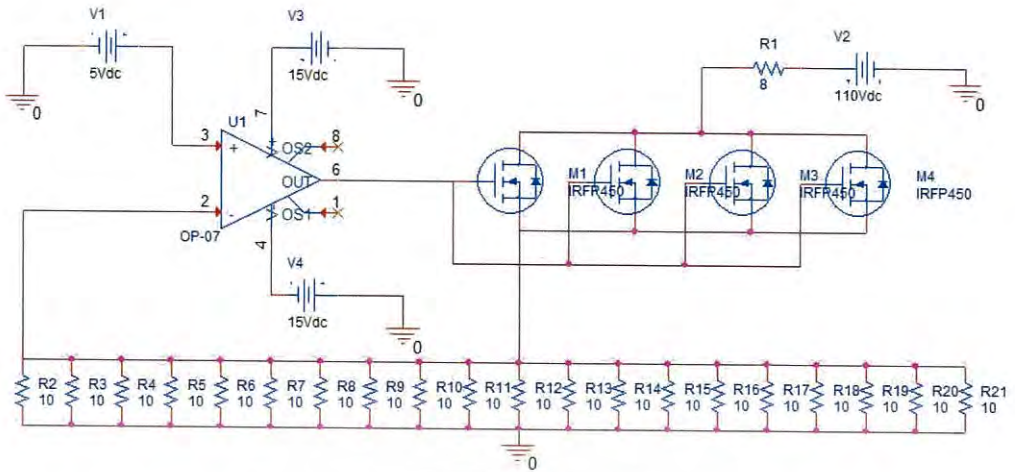 V1
5Vdc
0
V3
15Vdc
0
R1
8
V2
110Vdc
0
U1
7
3
+
OS2
8
OUT
6
2
-
OS1
1
OP-07
4
V4
15Vdc
0
M1
IRFP450
M2
IRFP450
M3
IRFP450
M4
IRFP450
R2
10
R3
10
R4
10
R5
10
R6
10
R7
10
R8
10
R9
10
R10
10
R11
10
R12
10
R13
10
R14
10
R15
10
R16
10
R17
10
R18
10
R19
10
R20
10
R21
10
0